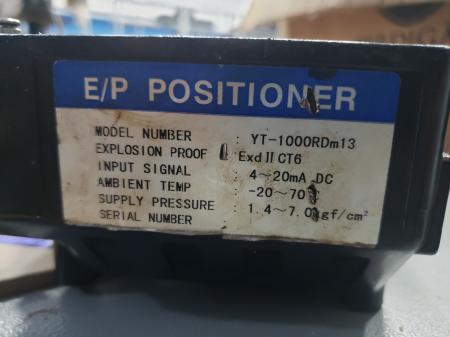 E/P POSITIONER
MODEL NUMBER : YT-1000RDm13
EXPLOSION PROOF : Exd II CT6
INPUT SIGNAL : 4~20mA DC
AMBIENT TEMP : -20~70
SUPPLY PRESSURE : 1.4~7.0kgf/cm²
SERIAL NUMBER :